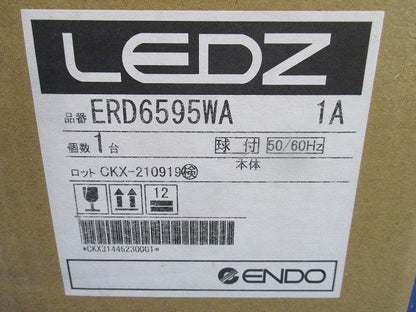 LEDZ
品番 ERD6595WA 1A
個数 1台 球付 50/60Hz
本体
ロット CKX-210919 検
12
*CKX31446230001*
ENDO